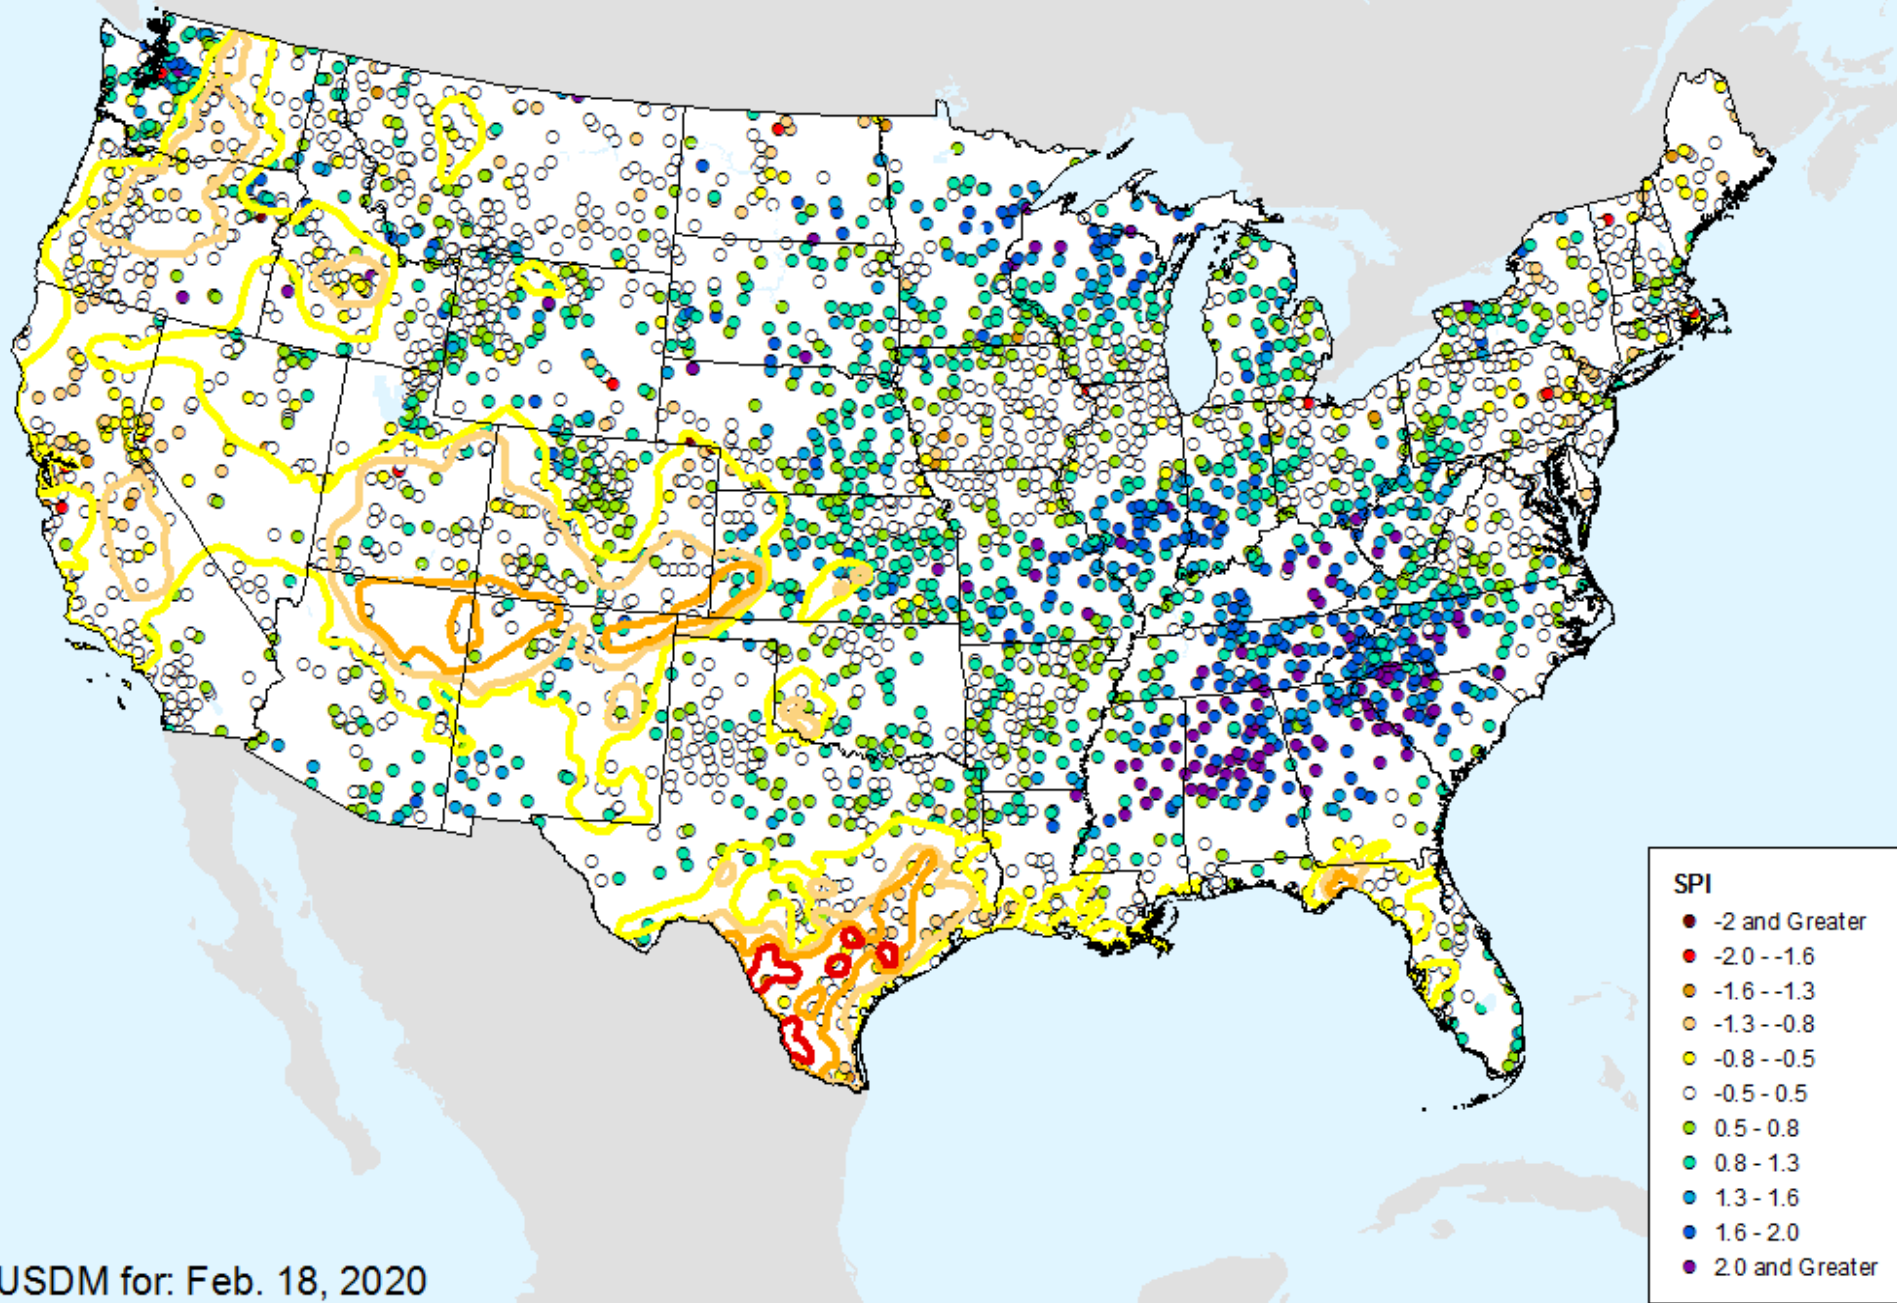 SPI
-2 and Greater
-2.0 - -1.6
-1.6 - -1.3
-1.3 - -0.8
-0.8 - -0.5
-0.5 - 0.5
0.5 - 0.8
0.8 - 1.3
1.3 - 1.6
1.6 - 2.0
2.0 and Greater
USDM for: Feb. 18, 2020